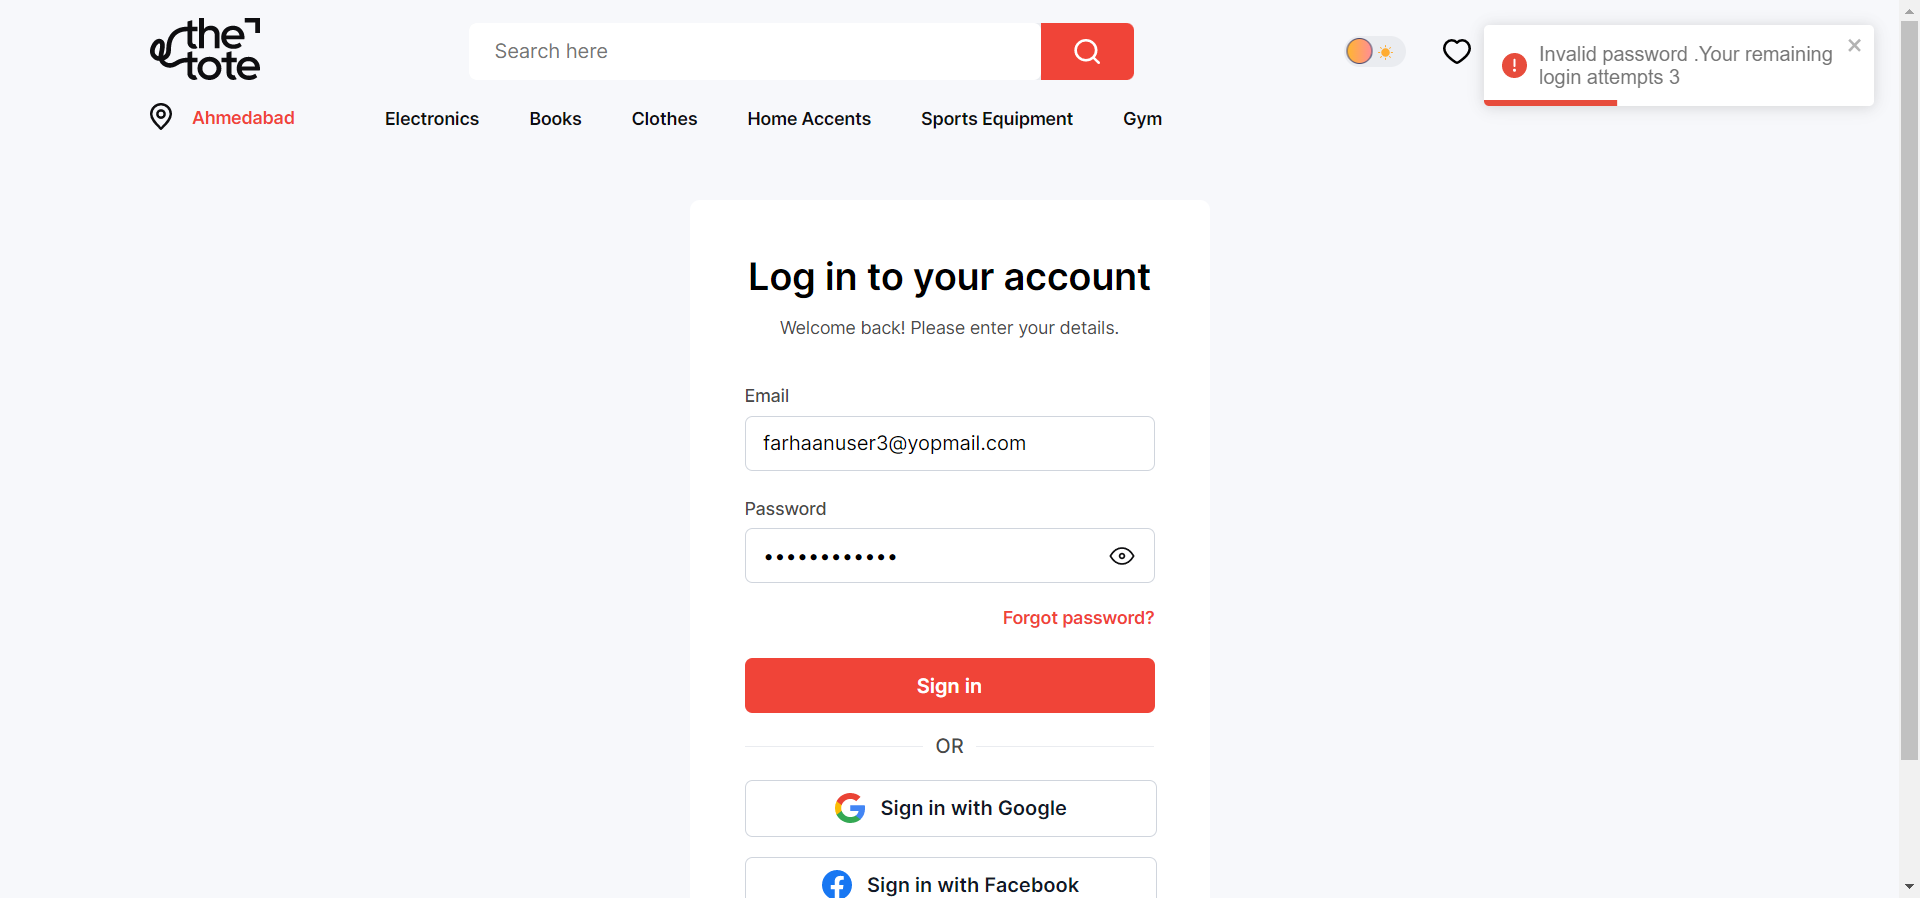 the
tote
Search here
Invalid password .Your remaining
login attempts 3
Ahmedabad
Electronics
Books
Clothes
Home Accents
Sports Equipment
Gym
Log in to your account
Welcome back! Please enter your details.
Email
farhaanuser3@yopmail.com
Password
••••••••••••
Forgot password?
Sign in
OR
Sign in with Google
Sign in with Facebook